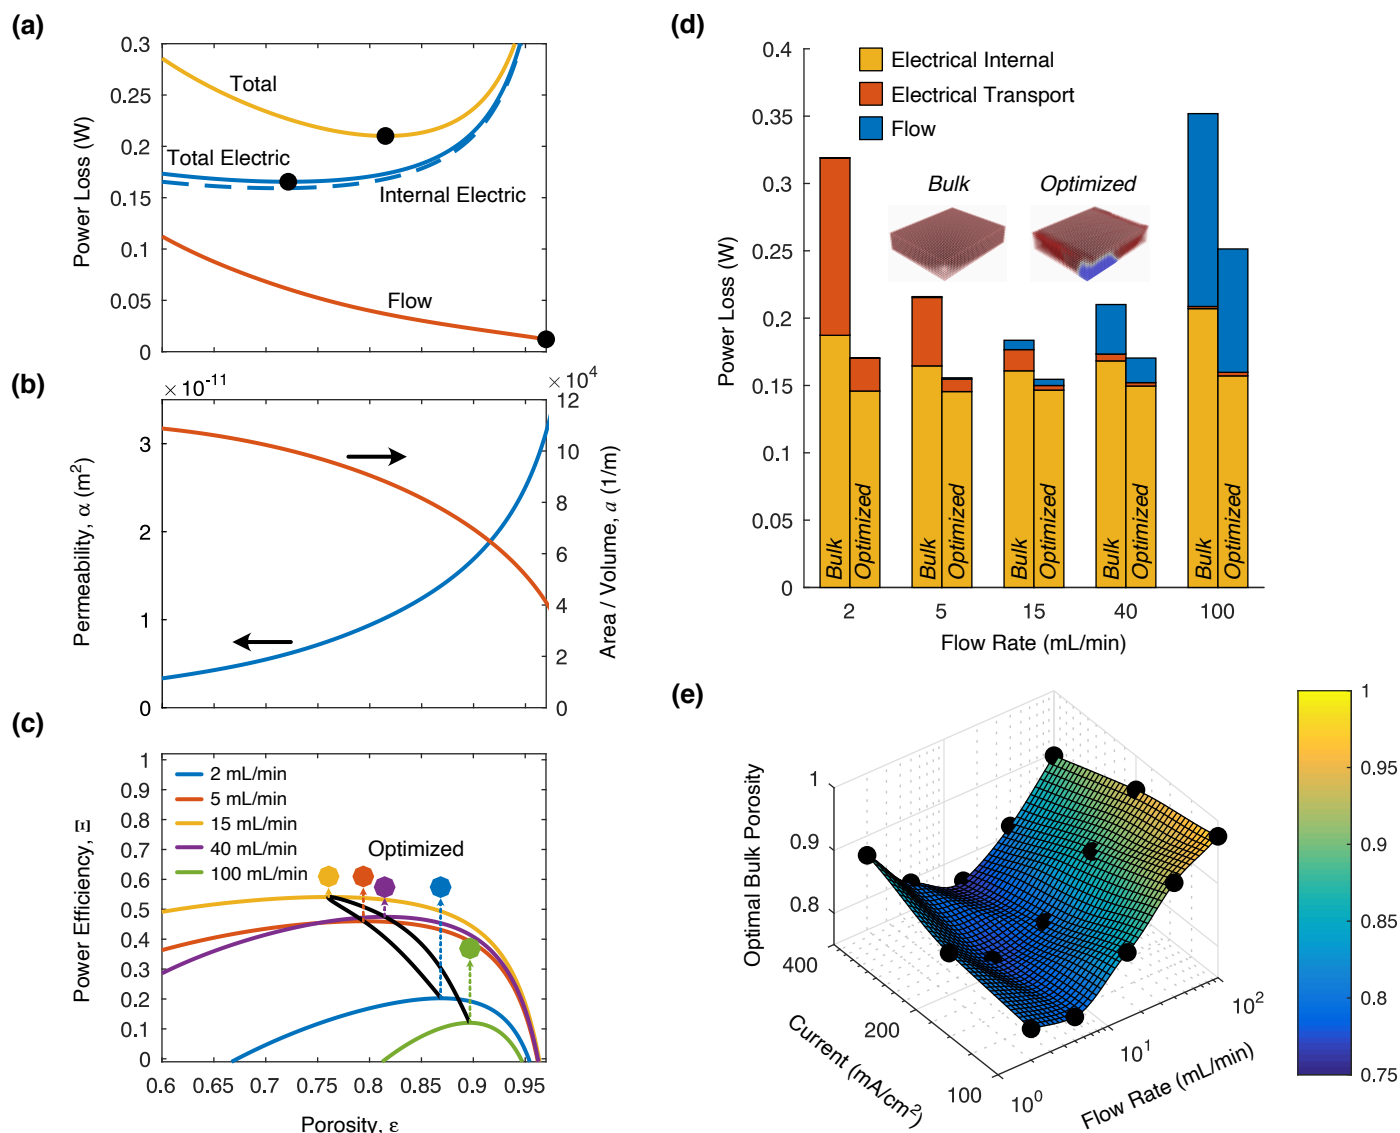 (a)
0.3
0.25
0.2
0.15
0.1
0.05
0
Power Loss (W)
Total
Total Electric
Internal Electric
Flow
(b)
× 10⁻¹¹
× 10⁴
3
2
1
0
Permeability, α (m²)
12
10
8
6
4
2
0
Area / Volume, a (1/m)
(c)
1
0.9
0.8
0.7
0.6
0.5
0.4
0.3
0.2
0.1
0
Power Efficiency, Ξ
2 mL/min
5 mL/min
15 mL/min
40 mL/min
100 mL/min
Optimized
0.6 0.65 0.7 0.75 0.8 0.85 0.9 0.95
Porosity, ε
(d)
0.4
0.35
0.3
0.25
0.2
0.15
0.1
0.05
0
Power Loss (W)
Electrical Internal
Electrical Transport
Flow
Bulk Optimized
Bulk Optimized Bulk Optimized Bulk Optimized Bulk Optimized Bulk Optimized
2 5 15 40 100
Flow Rate (mL/min)
(e)
1
0.9
0.8
Optimal Bulk Porosity
400
200
100
Current (mA/cm²)
10⁰
10¹
10²
Flow Rate (mL/min)
1
0.95
0.9
0.85
0.8
0.75